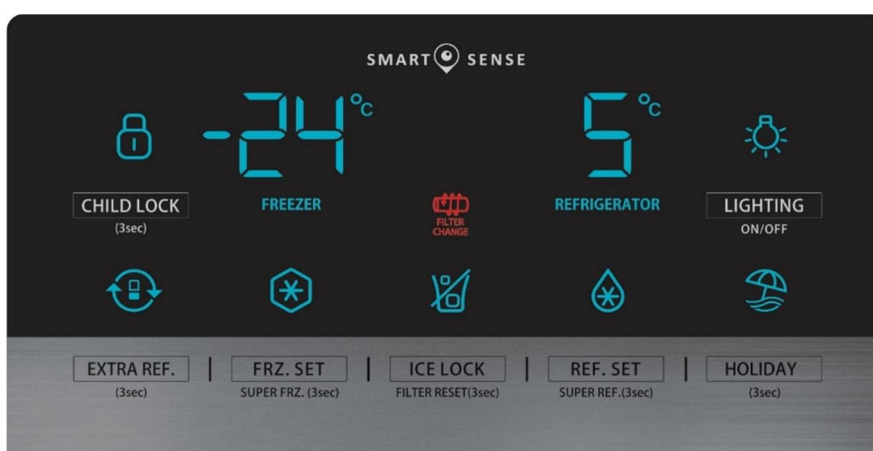 SMART SENSE
-24°C 5°C
CHILD LOCK FREEZER FILTER REFRIGERATOR LIGHTING
(3sec) CHANGE ON/OFF
EXTRA REF. | FRZ. SET | ICE LOCK | REF. SET | HOLIDAY
(3sec) SUPER FRZ. (3sec) FILTER RESET(3sec) SUPER REF.(3sec) (3sec)